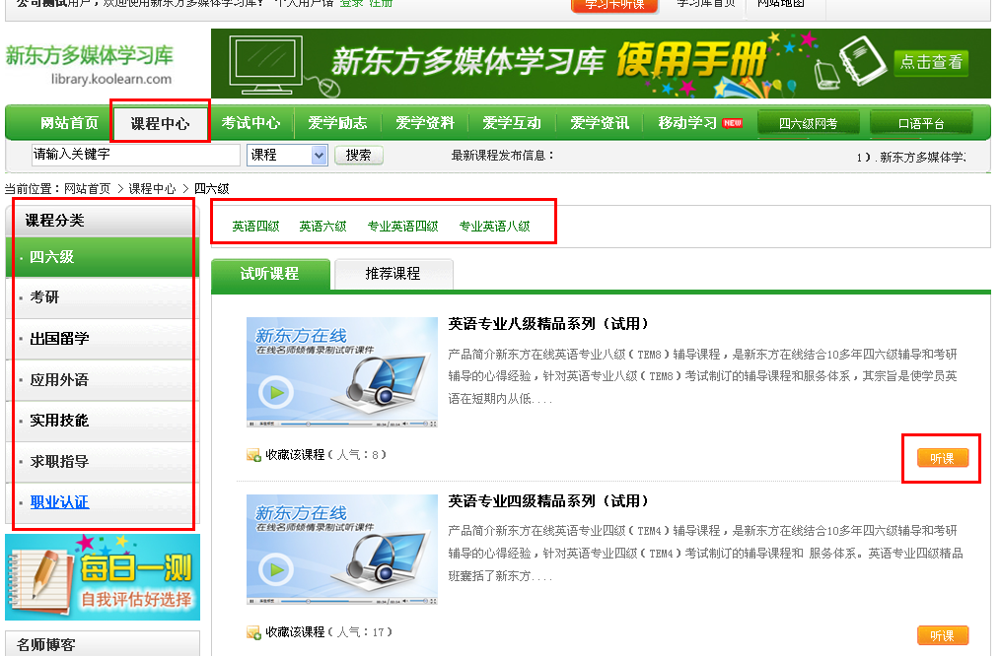 公司测试用户，欢迎使用新东方多媒体学习库！ 个人用户请 登录 注册
学习卡听课 学习库首页 网站地图
新东方多媒体学习库
library.koolearn.com
新东方多媒体学习库 使用手册 点击查看
网站首页 课程中心 考试中心 爱学励志 爱学资料 爱学互动 爱学资讯 移动学习 NEW 四六级网考 口语平台
请输入关键字 课程 搜索 最新课程发布信息： 1）.新东方多媒体学
当前位置：网站首页 > 课程中心 > 四六级
课程分类
四六级
考研
出国留学
应用外语
实用技能
求职指导
职业认证
每日一测
自我评估好选择
名师博客
英语四级 英语六级 专业英语四级 专业英语八级
试听课程 推荐课程
新东方在线
在线名师倾情录制试听课件
英语专业八级精品系列（试用）
产品简介新东方在线英语专业八级（TEM8）辅导课程，是新东方在线结合10多年四六级辅导和考研
辅导的心得经验，针对英语专业八级（TEM8）考试制订的辅导课程和服务体系，其宗旨是使学员英
语在短期内从低....
收藏该课程（人气：8） 听课
新东方在线
在线名师倾情录制试听课件
英语专业四级精品系列（试用）
产品简介新东方在线英语专业四级（TEM4）辅导课程，是新东方在线结合10多年四六级辅导和考研
辅导的心得经验，针对英语专业四级（TEM4）考试制订的辅导课程和 服务体系。英语专业四级精品
班囊括了新东方....
收藏该课程（人气：17） 听课